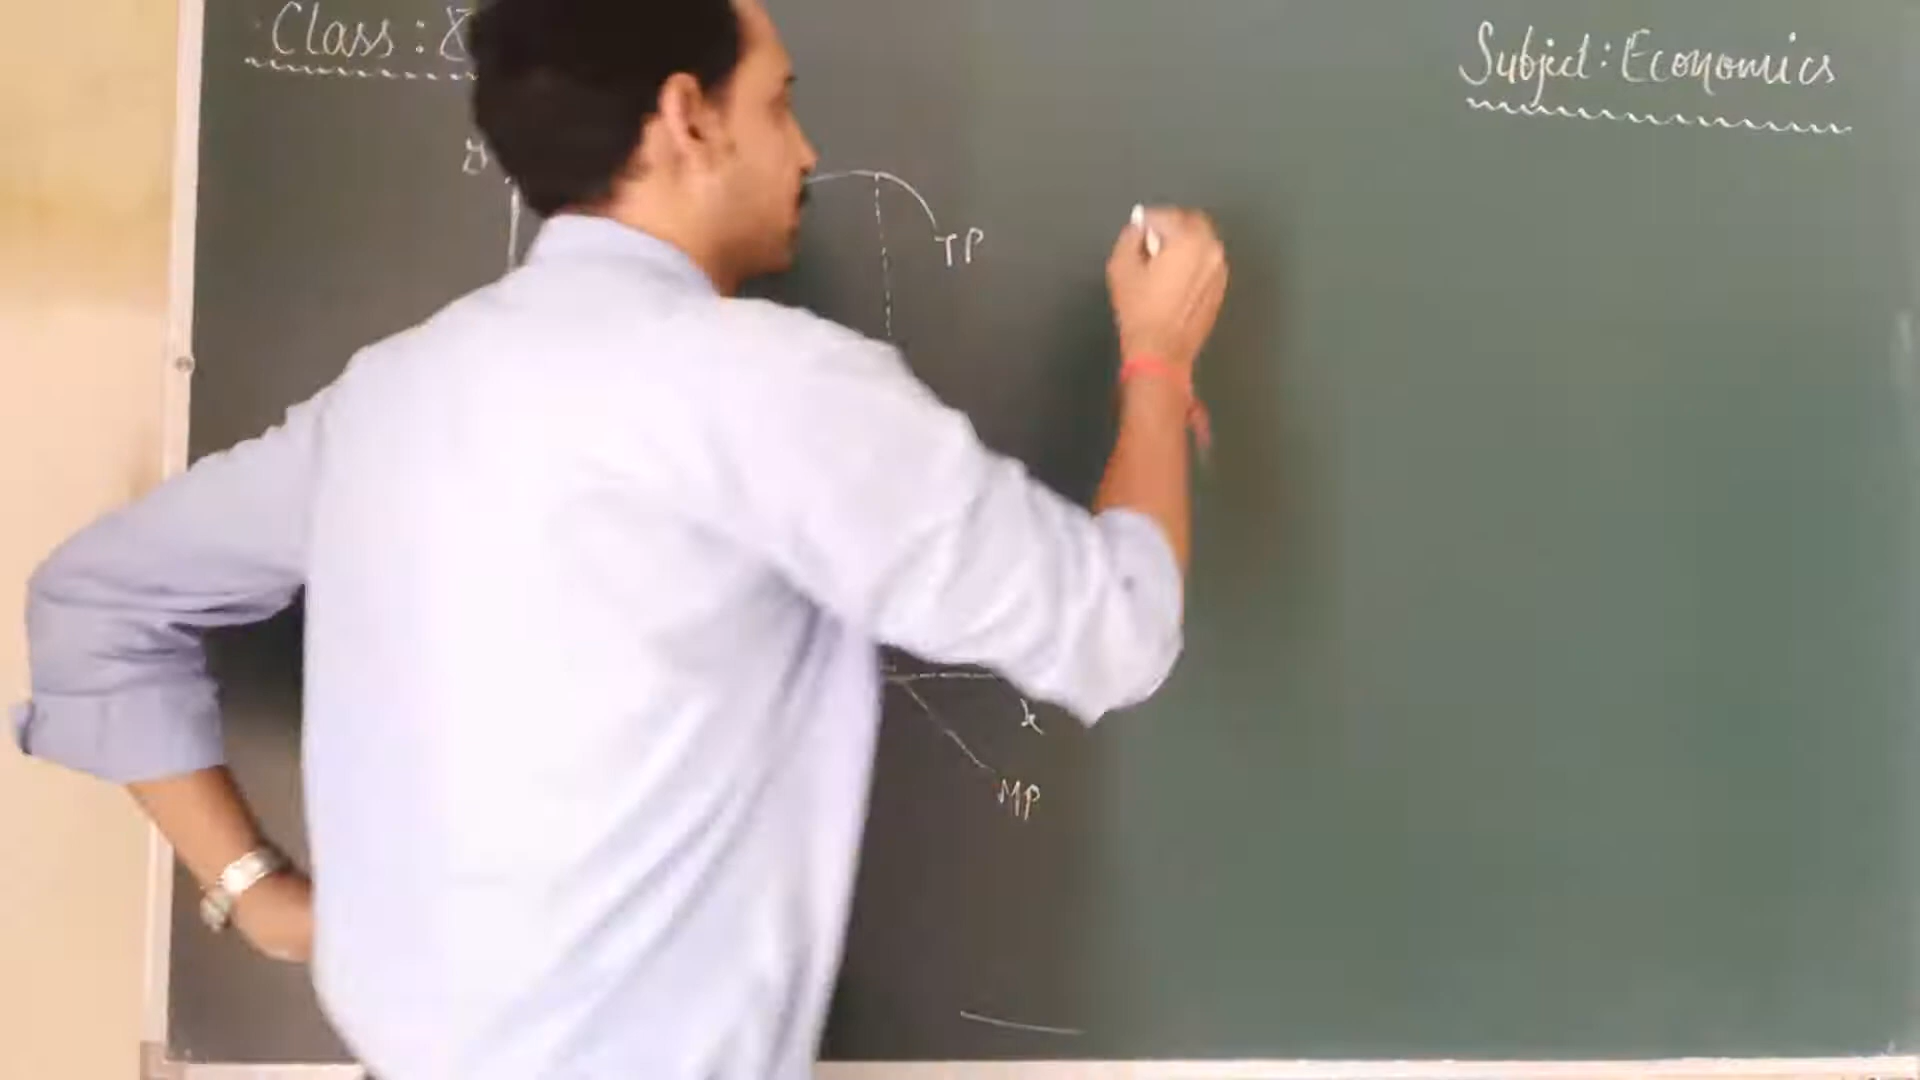 Class : X
Subject : Economics
y
TP
x
MP